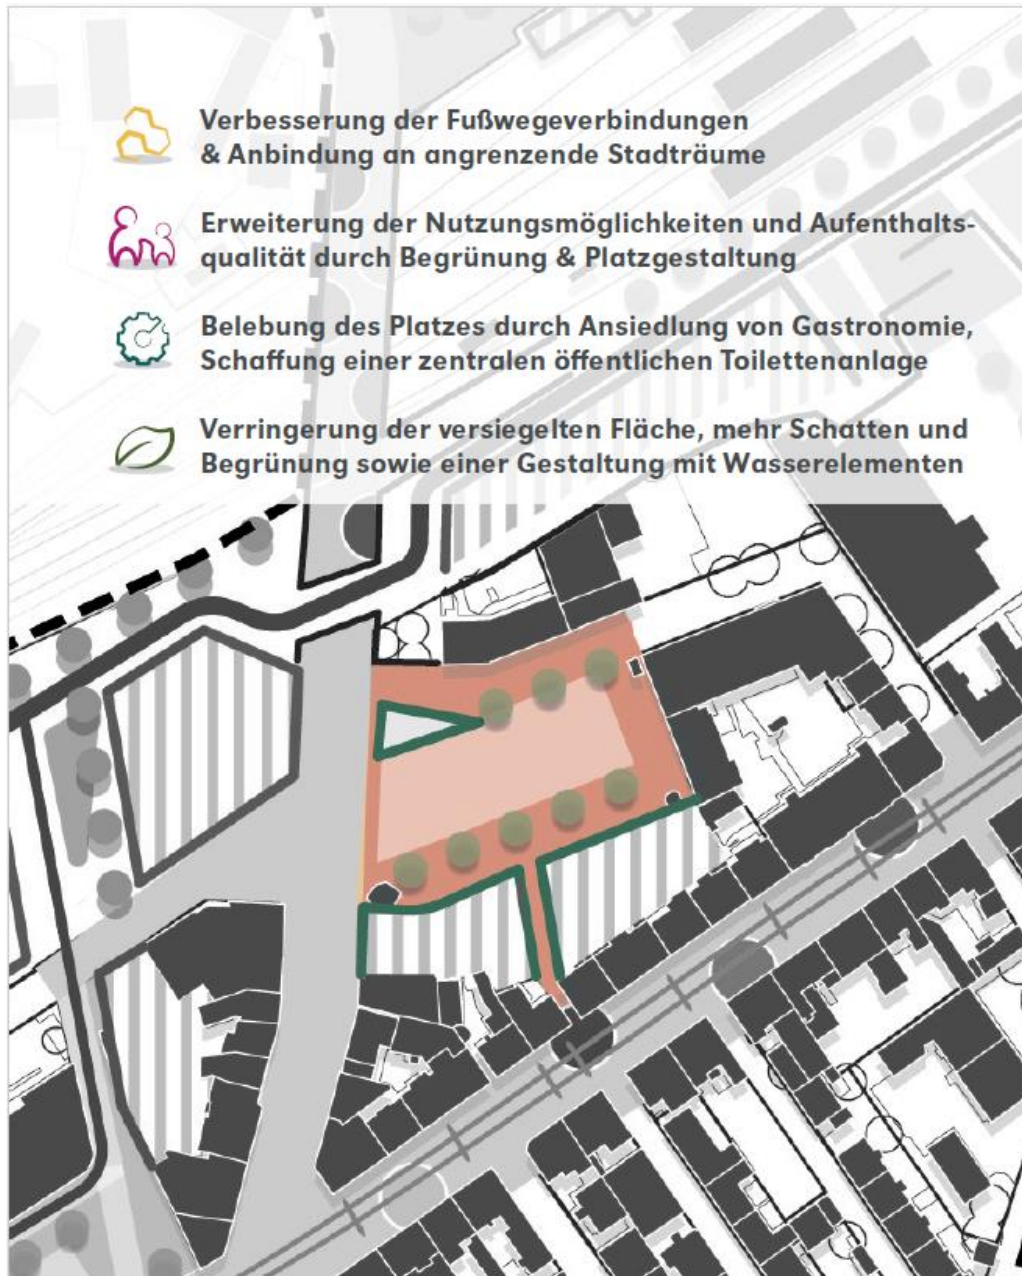 Verbesserung der Fußwegeverbindungen
& Anbindung an angrenzende Stadträume
Erweiterung der Nutzungsmöglichkeiten und Aufenthalts-
qualität durch Begrünung & Platzgestaltung
Belebung des Platzes durch Ansiedlung von Gastronomie,
Schaffung einer zentralen öffentlichen Toilettenanlage
Verringerung der versiegelten Fläche, mehr Schatten und
Begrünung sowie einer Gestaltung mit Wasserelementen